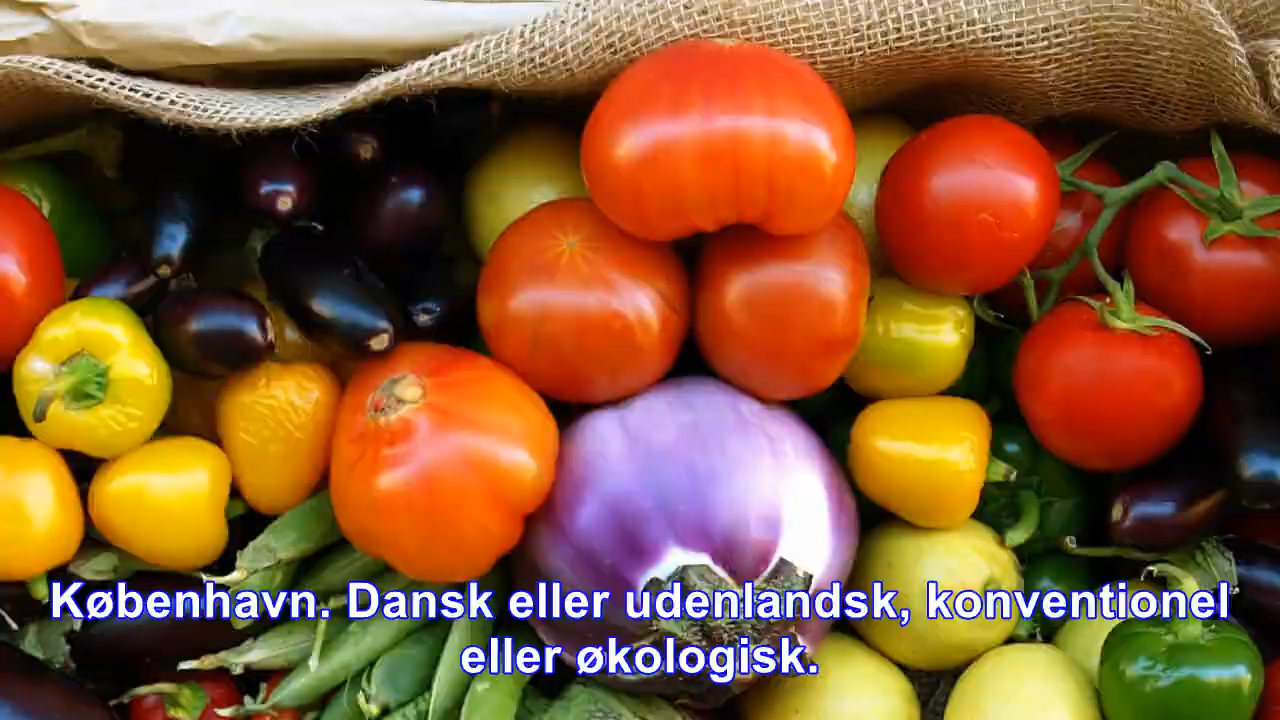 København. Dansk eller udenlandsk, konventionel
eller økologisk.